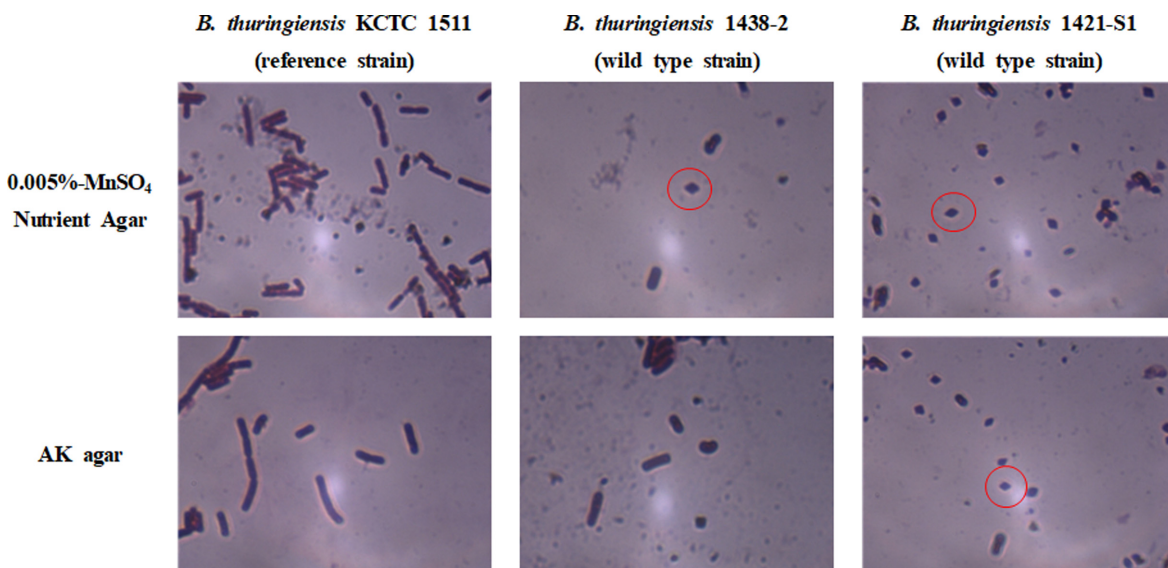 B. thuringiensis KCTC 1511
(reference strain)
B. thuringiensis 1438-2
(wild type strain)
B. thuringiensis 1421-S1
(wild type strain)
0.005%-MnSO₄
Nutrient Agar
AK agar